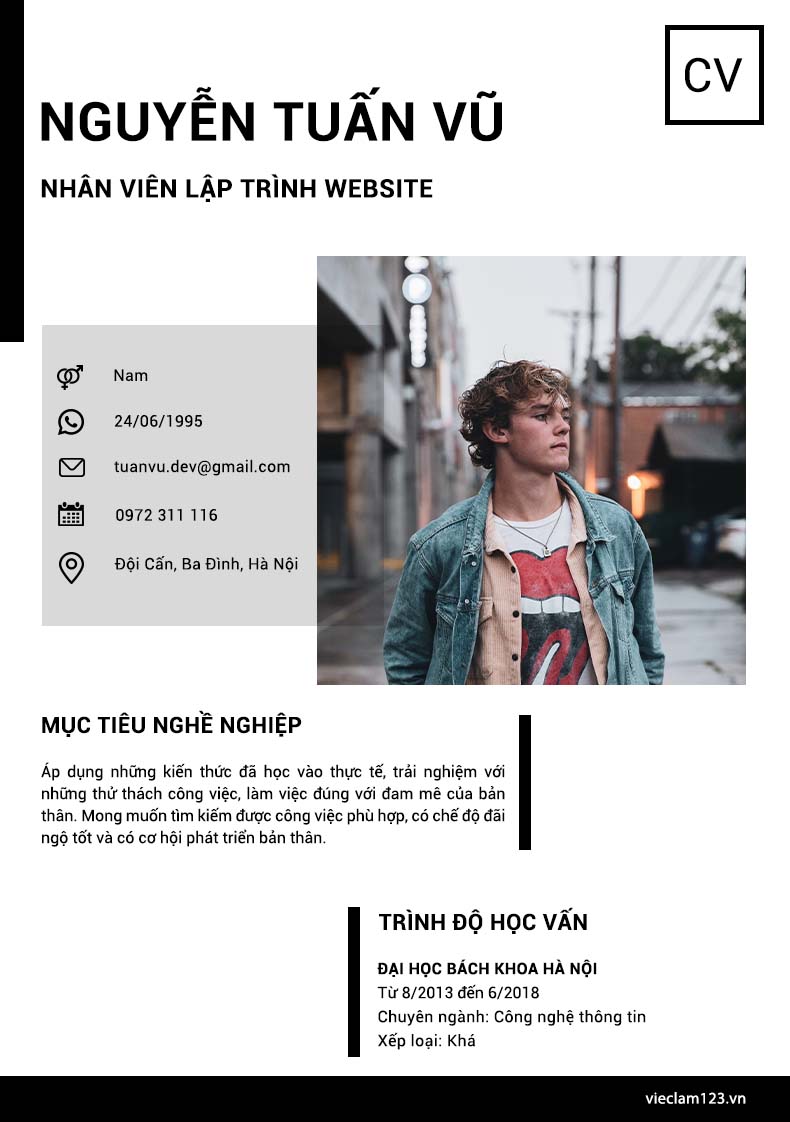 CV
NGUYỄN TUẤN VŨ
NHÂN VIÊN LẬP TRÌNH WEBSITE
Nam
24/06/1995
tuanvu.dev@gmail.com
0972 311 116
Đội Cấn, Ba Đình, Hà Nội
MỤC TIÊU NGHỀ NGHIỆP
Áp dụng những kiến thức đã học vào thực tế, trải nghiệm với
những thử thách công việc, làm việc đúng với đam mê của bản
thân. Mong muốn tìm kiếm được công việc phù hợp, có chế độ đãi
ngộ tốt và có cơ hội phát triển bản thân.
TRÌNH ĐỘ HỌC VẤN
ĐẠI HỌC BÁCH KHOA HÀ NỘI
Từ 8/2013 đến 6/2018
Chuyên ngành: Công nghệ thông tin
Xếp loại: Khá
vieclam123.vn